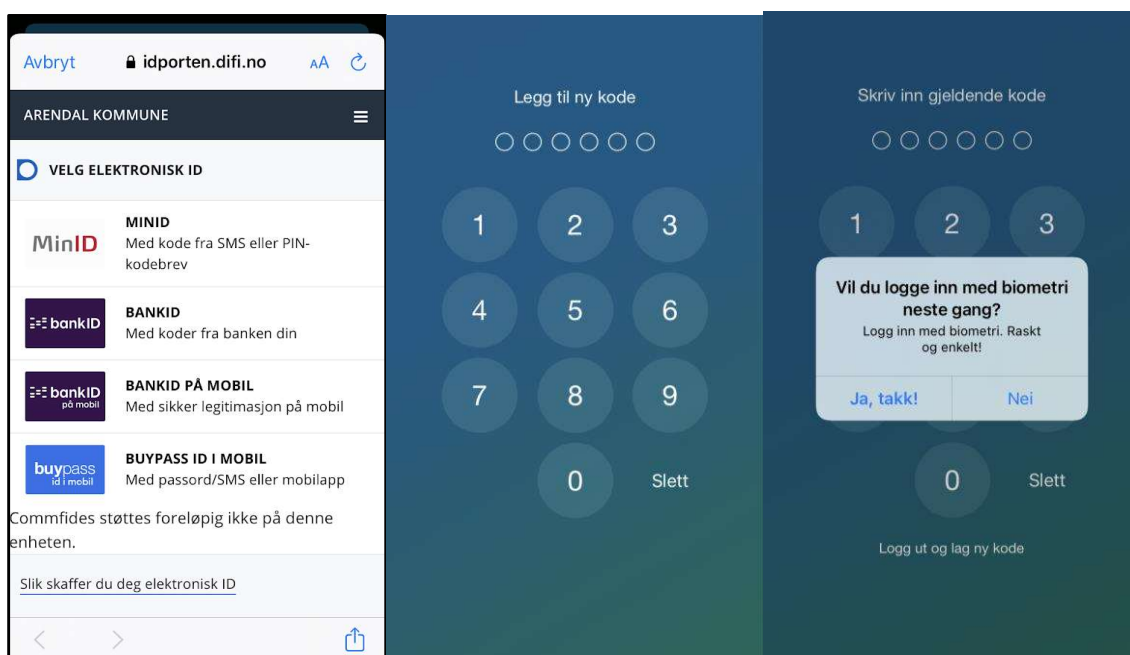 Avbryt idporten.difi.no AA
ARENDAL KOMMUNE
VELG ELEKTRONISK ID
MinID
MINID
Med kode fra SMS eller PIN-
kodebrev
bankID
BANKID
Med koder fra banken din
bankID
på mobil
BANKID PÅ MOBIL
Med sikker legitimasjon på mobil
buypass
id i mobil
BUYPASS ID I MOBIL
Med passord/SMS eller mobilapp
Commfides støttes foreløpig ikke på denne
enheten.
Slik skaffer du deg elektronisk ID
Legg til ny kode
1 2 3
4 5 6
7 8 9
0 Slett
Skriv inn gjeldende kode
1 2 3
Vil du logge inn med biometri
neste gang?
Logg inn med biometri. Raskt
og enkelt!
Ja, takk! Nei
0 Slett
Logg ut og lag ny kode